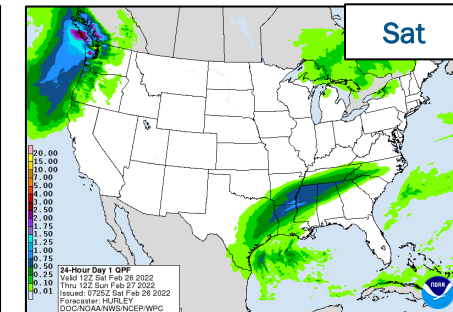 Sat
20.00
15.00
10.00
7.00
5.00
4.00
3.00
2.50
2.00
1.75
1.50
1.25
1.00
0.75
0.50
0.25
0.10
0.01
24-Hour Day 1 QPF
Valid 12Z Sat Feb 26 2022
Thru 12Z Sun Feb 27 2022
Issued: 0725Z Sat Feb 26 2022
Forecaster: HURLEY
DOC/NOAA/NWS/NCEP/WPC
NOAA